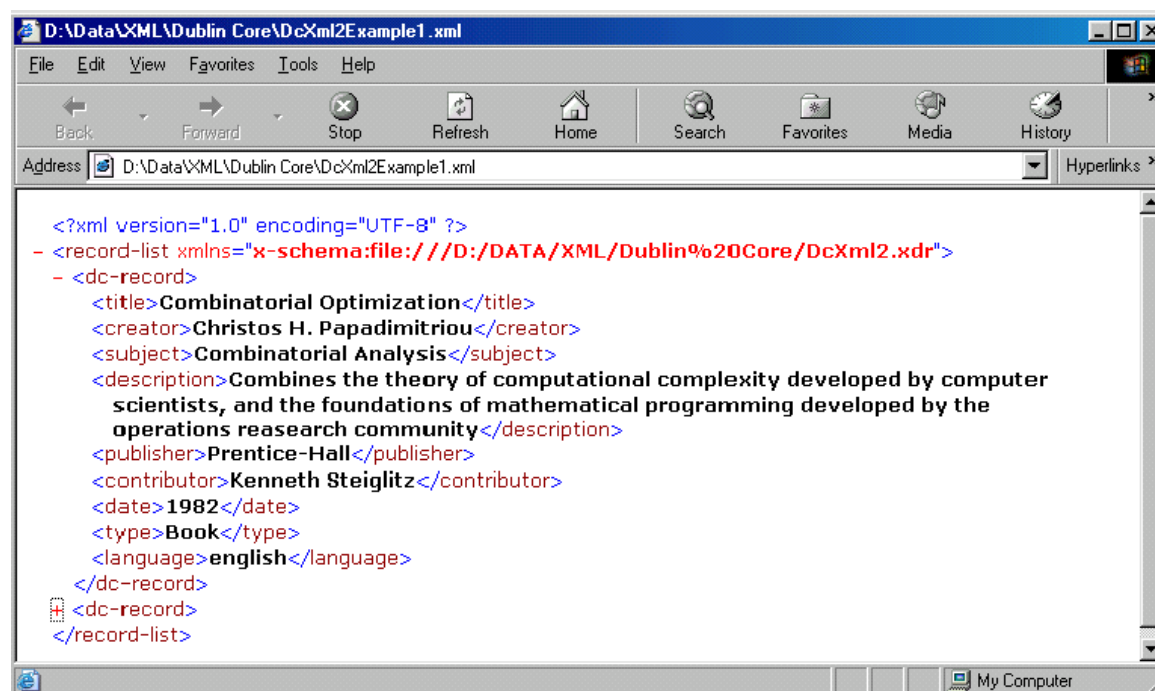 D:\Data\XML\Dublin Core\DcXml2Example1.xml
File Edit View Favorites Tools Help
Back Forward Stop Refresh Home Search Favorites Media History
Address D:\Data\XML\Dublin Core\DcXml2Example1.xml Hyperlinks
<?xml version="1.0" encoding="UTF-8" ?>
- <record-list xmlns="x-schema:file:///D:/DATA/XML/Dublin%20Core/DcXml2.xdr">
- <dc-record>
<title>Combinatorial Optimization</title>
<creator>Christos H. Papadimitriou</creator>
<subject>Combinatorial Analysis</subject>
<description>Combines the theory of computational complexity developed by computer
scientists, and the foundations of mathematical programming developed by the
operations reasearch community</description>
<publisher>Prentice-Hall</publisher>
<contributor>Kenneth Steiglitz</contributor>
<date>1982</date>
<type>Book</type>
<language>english</language>
</dc-record>
+ <dc-record>
</record-list>
My Computer